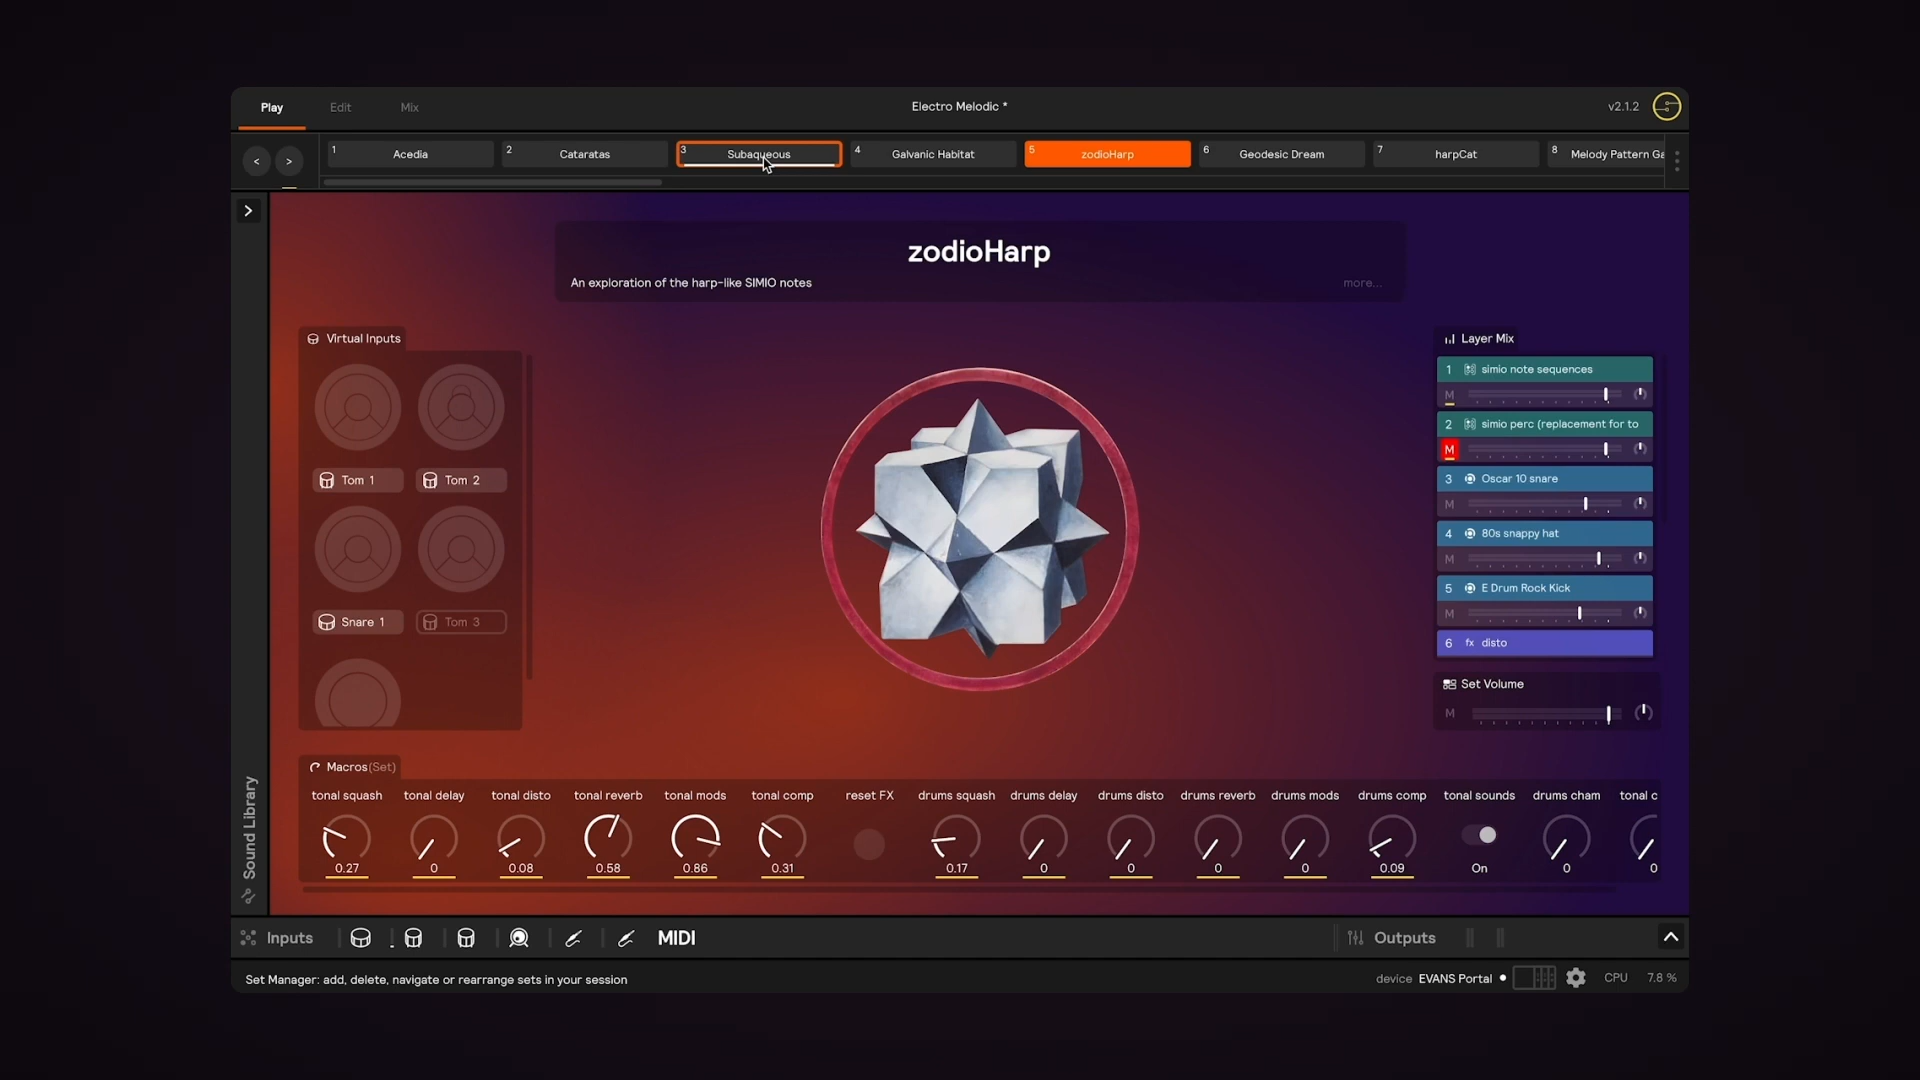 Play
Edit
Mix
Electro Melodic *
v2.1.2
<
>
1 Acedia
2 Cataratas
3 Subaqueous
4 Galvanic Habitat
5 zodioHarp
6 Geodesic Dream
7 harpCat
8 Melody Pattern Ga
zodioHarp
An exploration of the harp-like SIMIO notes
more...
Virtual Inputs
Tom 1
Tom 2
Snare 1
Tom 3
Layer Mix
1 simio note sequences
M
2 simio perc (replacement for to
M
3 Oscar 10 snare
M
4 80s snappy hat
M
5 E Drum Rock Kick
M
6 fx disto
Set Volume
M
Sound Library
Macros(Set)
tonal squash
tonal delay
tonal disto
tonal reverb
tonal mods
tonal comp
reset FX
drums squash
drums delay
drums disto
drums reverb
drums mods
drums comp
tonal sounds
drums cham
tonal c
0.27
0
0.08
0.58
0.86
0.31
0.17
0
0
0
0
0.09
On
0
0
Inputs
MIDI
Outputs
Set Manager: add, delete, navigate or rearrange sets in your session
device EVANS Portal
CPU 7.8 %